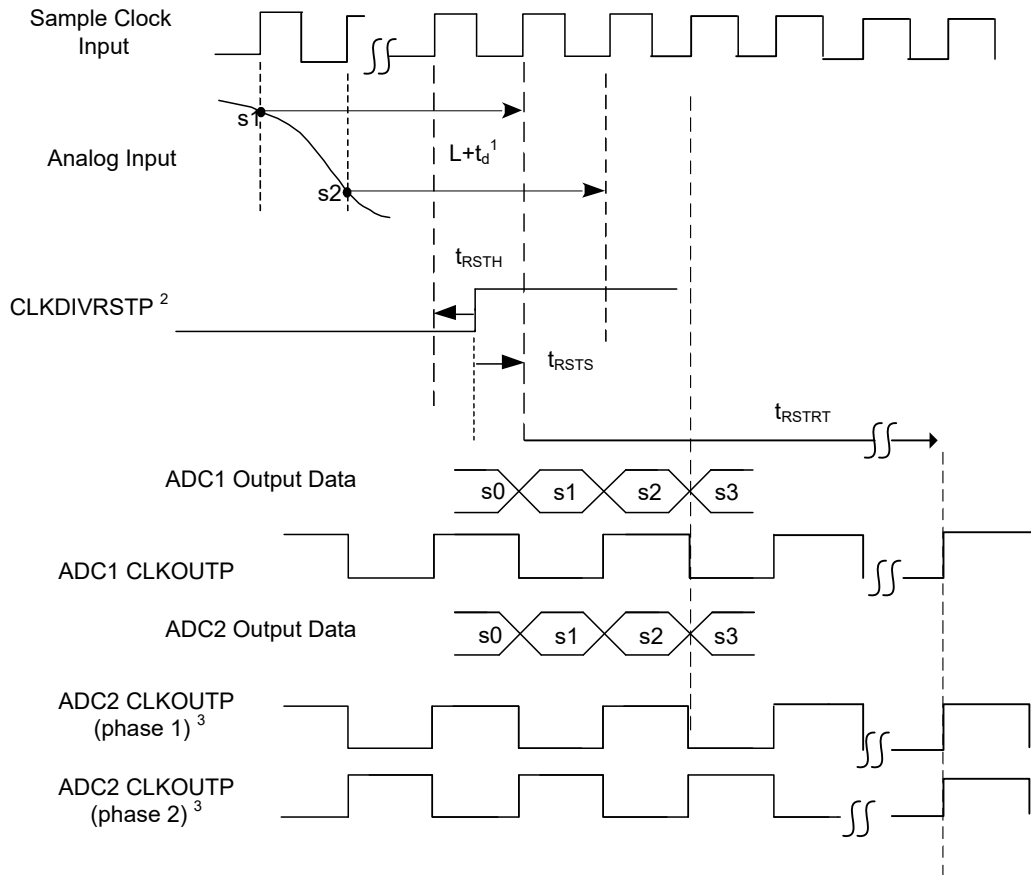 Sample Clock
Input
s1
Analog Input
L+td1
s2
tRSTH
CLKDIVRSTP 2
tRSTS
tRSTRT
ADC1 Output Data
s0 s1 s2 s3
ADC1 CLKOUTP
ADC2 Output Data
s0 s1 s2 s3
ADC2 CLKOUTP
(phase 1) 3
ADC2 CLKOUTP
(phase 2) 3